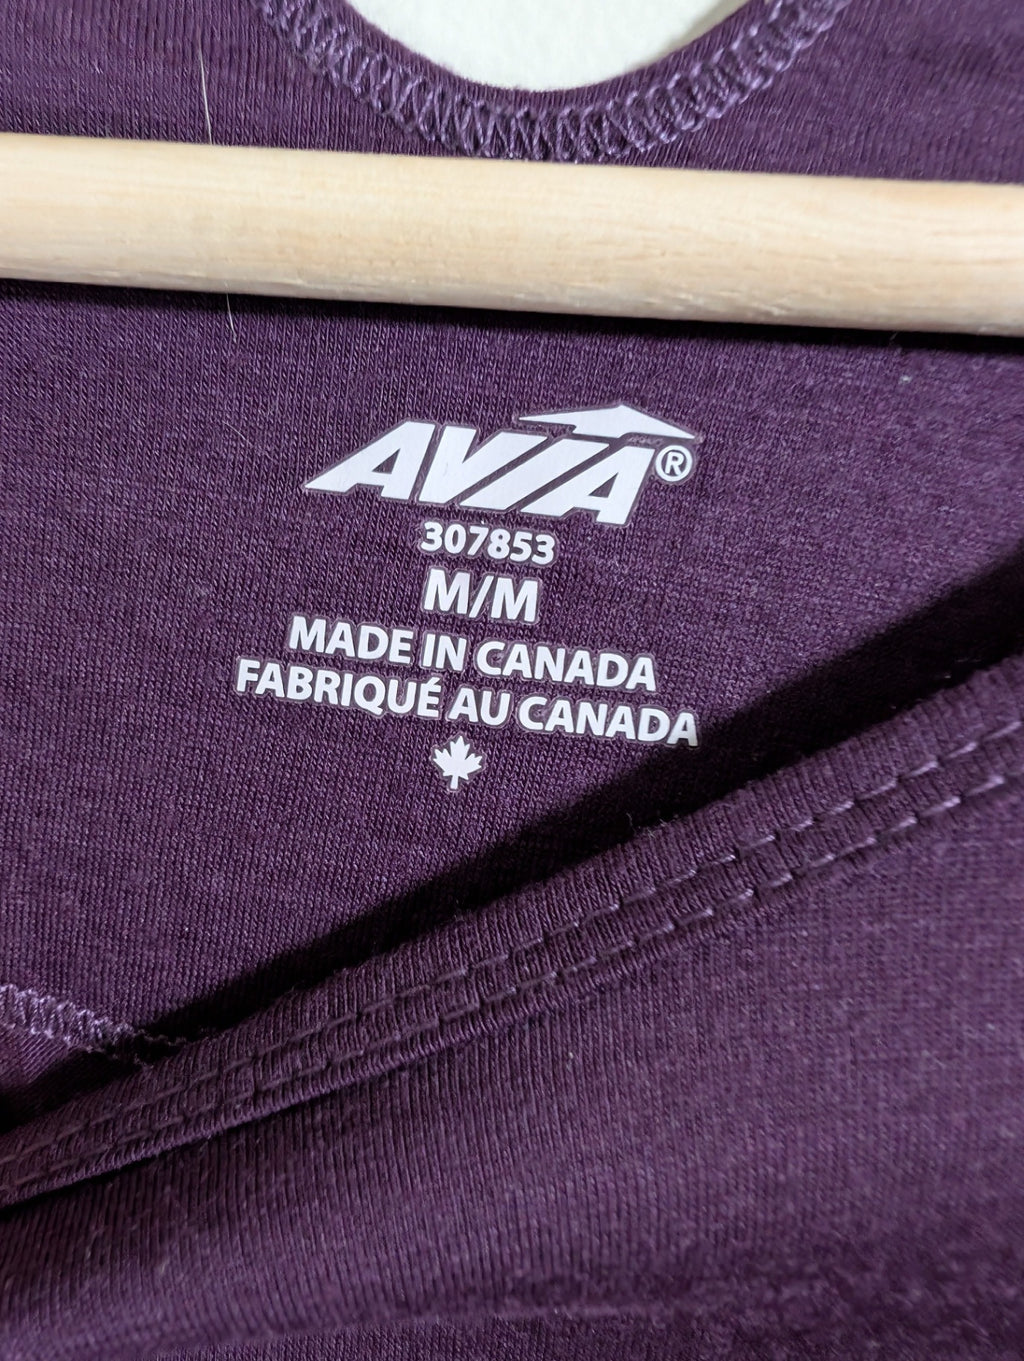 AVIA®
307853
M/M
MADE IN CANADA
FABRIQUÉ AU CANADA